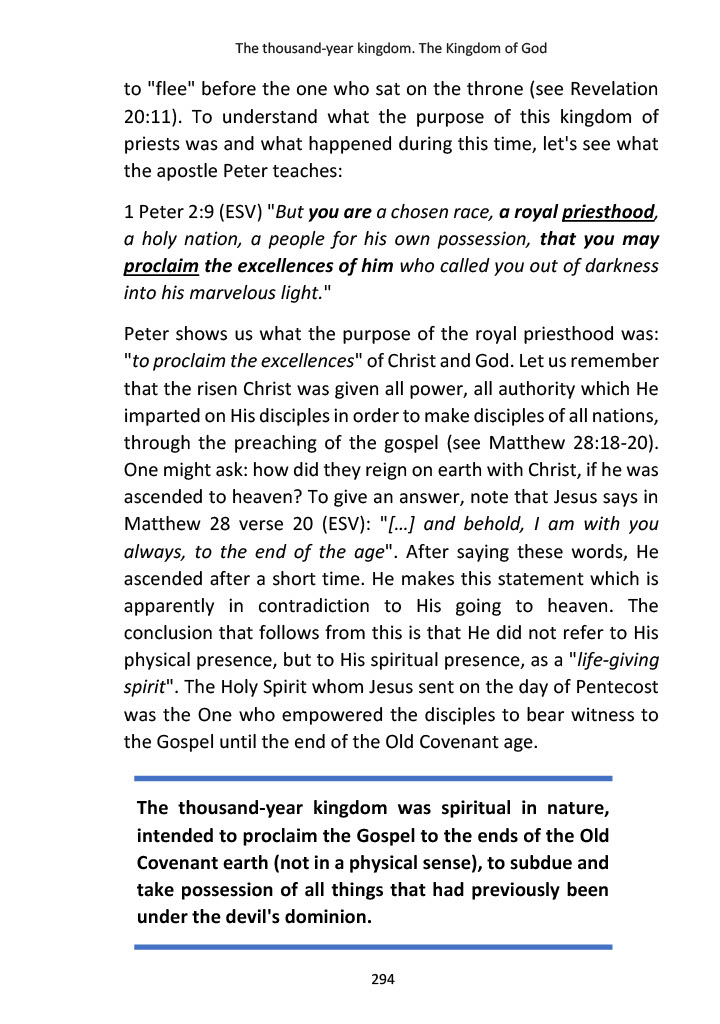 The thousand-year kingdom. The Kingdom of God
to "flee" before the one who sat on the throne (see Revelation
20:11). To understand what the purpose of this kingdom of
priests was and what happened during this time, let's see what
the apostle Peter teaches:
1 Peter 2:9 (ESV) "But you are a chosen race, a royal priesthood,
a holy nation, a people for his own possession, that you may
proclaim the excellences of him who called you out of darkness
into his marvelous light."
Peter shows us what the purpose of the royal priesthood was:
"to proclaim the excellences" of Christ and God. Let us remember
that the risen Christ was given all power, all authority which He
imparted on His disciples in order to make disciples of all nations,
through the preaching of the gospel (see Matthew 28:18-20).
One might ask: how did they reign on earth with Christ, if he was
ascended to heaven? To give an answer, note that Jesus says in
Matthew 28 verse 20 (ESV): "[…] and behold, I am with you
always, to the end of the age". After saying these words, He
ascended after a short time. He makes this statement which is
apparently in contradiction to His going to heaven. The
conclusion that follows from this is that He did not refer to His
physical presence, but to His spiritual presence, as a "life-giving
spirit". The Holy Spirit whom Jesus sent on the day of Pentecost
was the One who empowered the disciples to bear witness to
the Gospel until the end of the Old Covenant age.
The thousand-year kingdom was spiritual in nature,
intended to proclaim the Gospel to the ends of the Old
Covenant earth (not in a physical sense), to subdue and
take possession of all things that had previously been
under the devil's dominion.
294